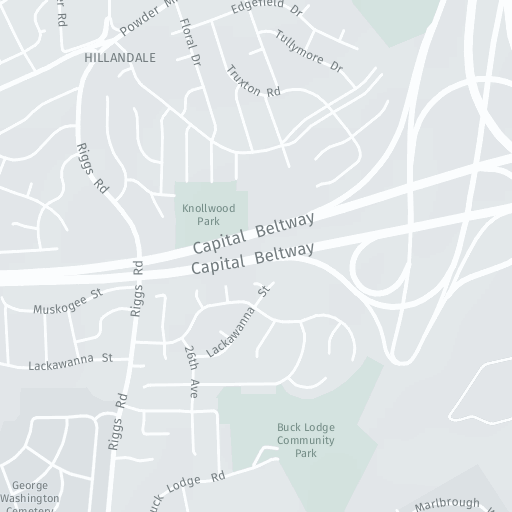 Edgefield Dr
Floral Dr
Tullymore Dr
HILLANDALE
Truxton Rd
Riggs Rd
Knollwood
Park
Capital Beltway
Capital Beltway
Riggs Rd
Muskogee St
Lackawanna St
26th Ave
Lackawanna St
Riggs Rd
Buck Lodge
Community
Park
Lodge Rd
George
Washington
Cemetery
Marlbrough
Powder
Rd